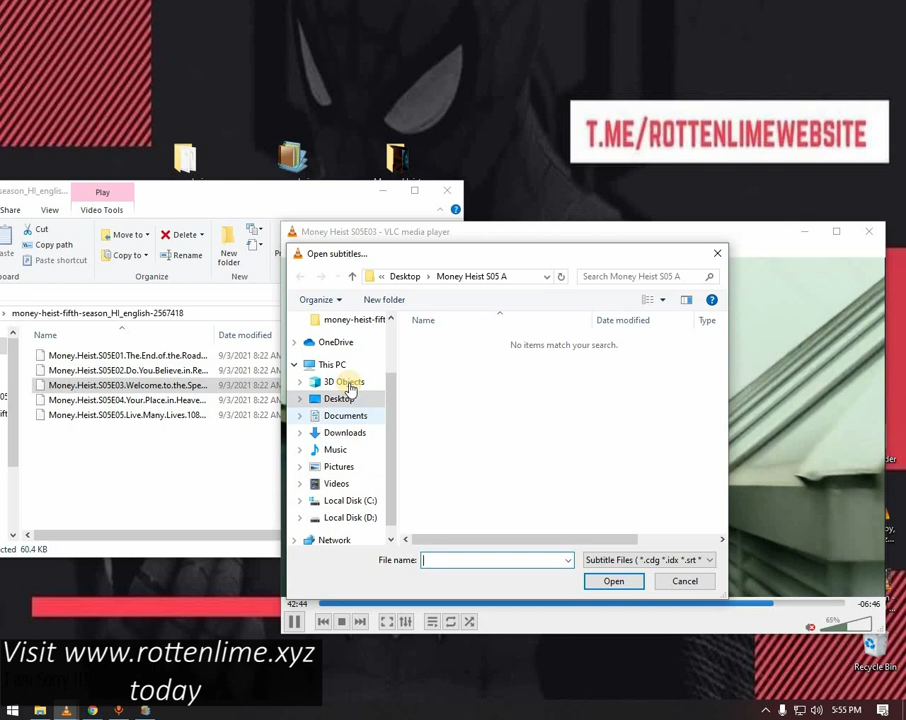 T.ME/ROTTENLIMEWEBSITE
season_HI_englis...
Play
Share
View
Video Tools
Cut
Copy path
Paste shortcut
Move to
Copy to
Delete
Rename
Organize
New
folder
money-heist-fifth-season_HI_english-2567418
Name
Date modified
Money.Heist.S05E01.The.End.of.the.Road...
9/3/2021 8:22 AM
Money.Heist.S05E02.Do.You.Believe.in.Re...
9/3/2021 8:22 AM
Money.Heist.S05E03.Welcome.to.the.Spe...
9/3/2021 8:22 AM
Money.Heist.S05E04.Your.Place.in.Heave...
9/3/2021 8:22 AM
Money.Heist.S05E05.Live.Many.Lives.108...
9/3/2021 8:22 AM
cted 60.4 KB
Money Heist S05E03 - VLC media player
Open subtitles...
« Desktop › Money Heist S05 A
Search Money Heist S05 A
Organize
New folder
money-heist-fift
OneDrive
This PC
3D Objects
Desktop
Documents
Downloads
Music
Pictures
Videos
Local Disk (C:)
Local Disk (D:)
Network
Name
Date modified
Type
No items match your search.
File name:
Subtitle Files ( *.cdg *.idx *.srt *
Open
Cancel
42:44
-06:46
65%
Recycle Bin
Visit www.rottenlime.xyz
today
5:55 PM